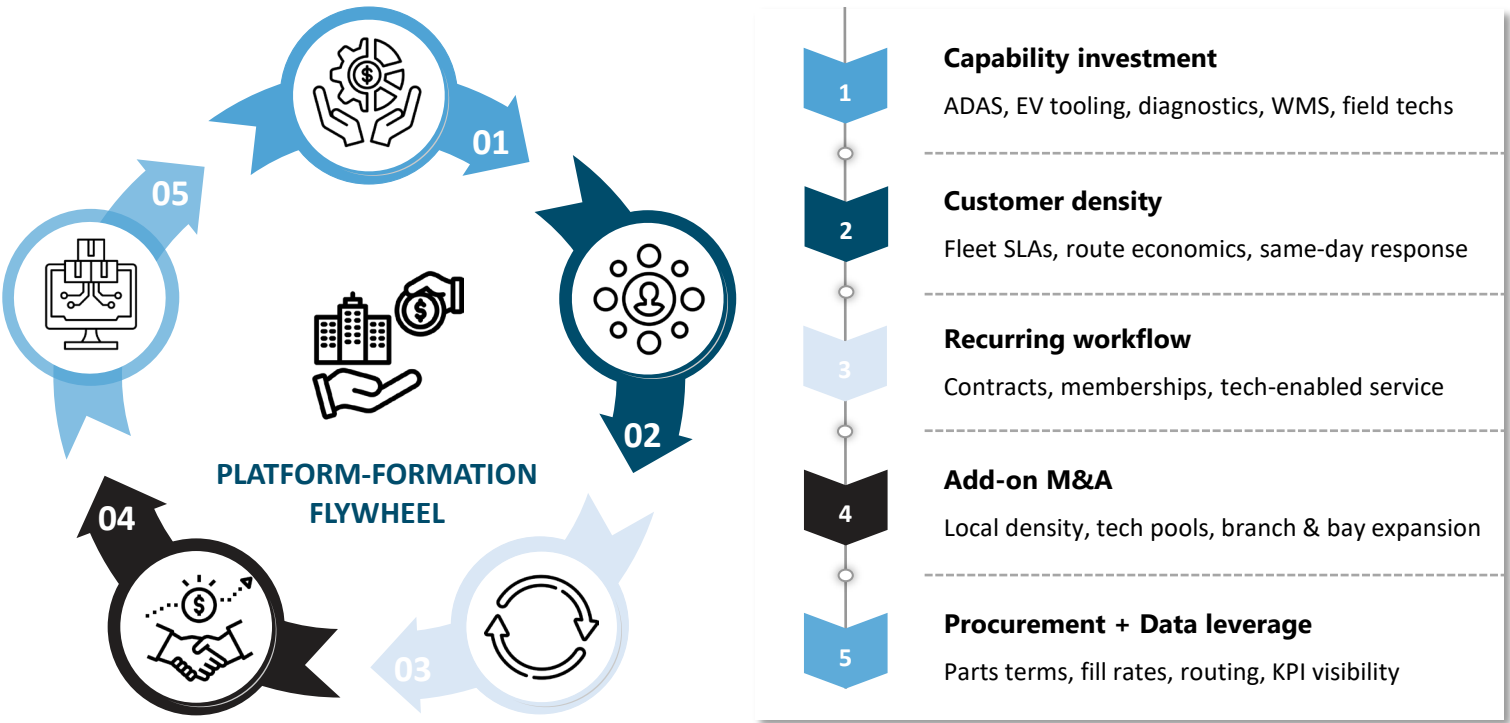 01
02
03
04
05
PLATFORM-FORMATION
FLYWHEEL
1
Capability investment
ADAS, EV tooling, diagnostics, WMS, field techs
2
Customer density
Fleet SLAs, route economics, same-day response
3
Recurring workflow
Contracts, memberships, tech-enabled service
4
Add-on M&A
Local density, tech pools, branch & bay expansion
5
Procurement + Data leverage
Parts terms, fill rates, routing, KPI visibility